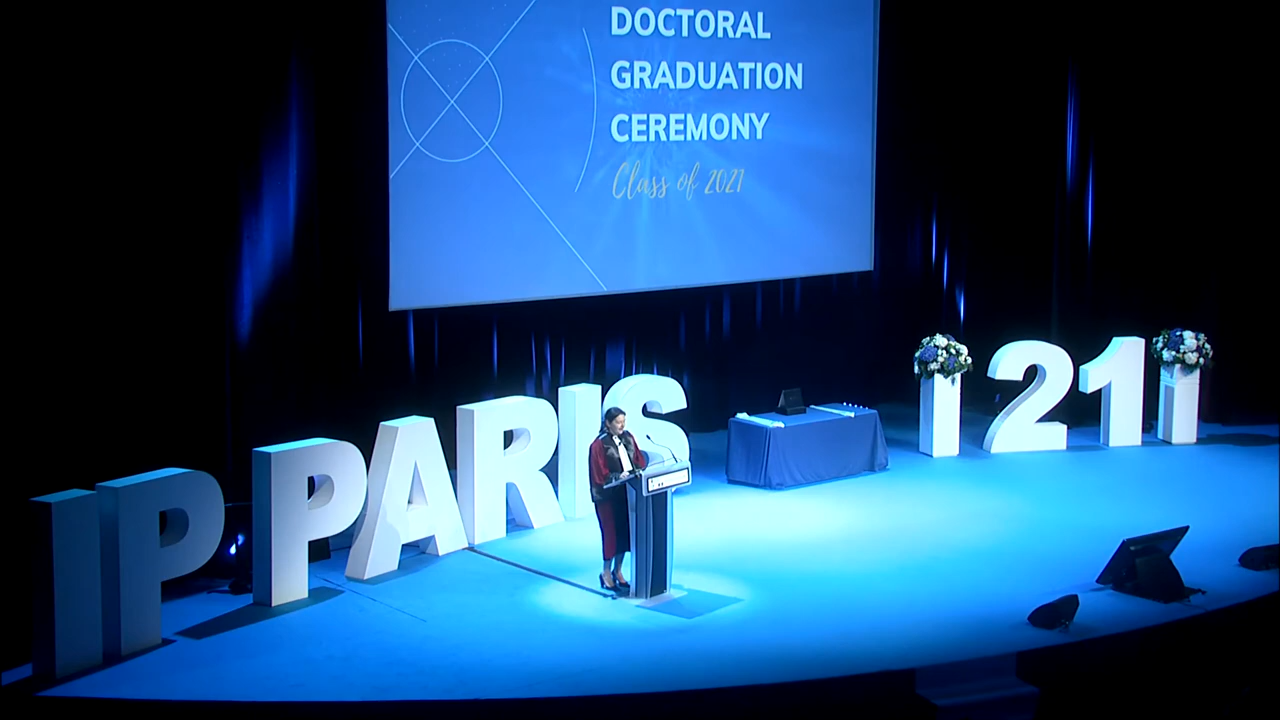 DOCTORAL
GRADUATION
CEREMONY
Class of 2021
IP PARIS
21